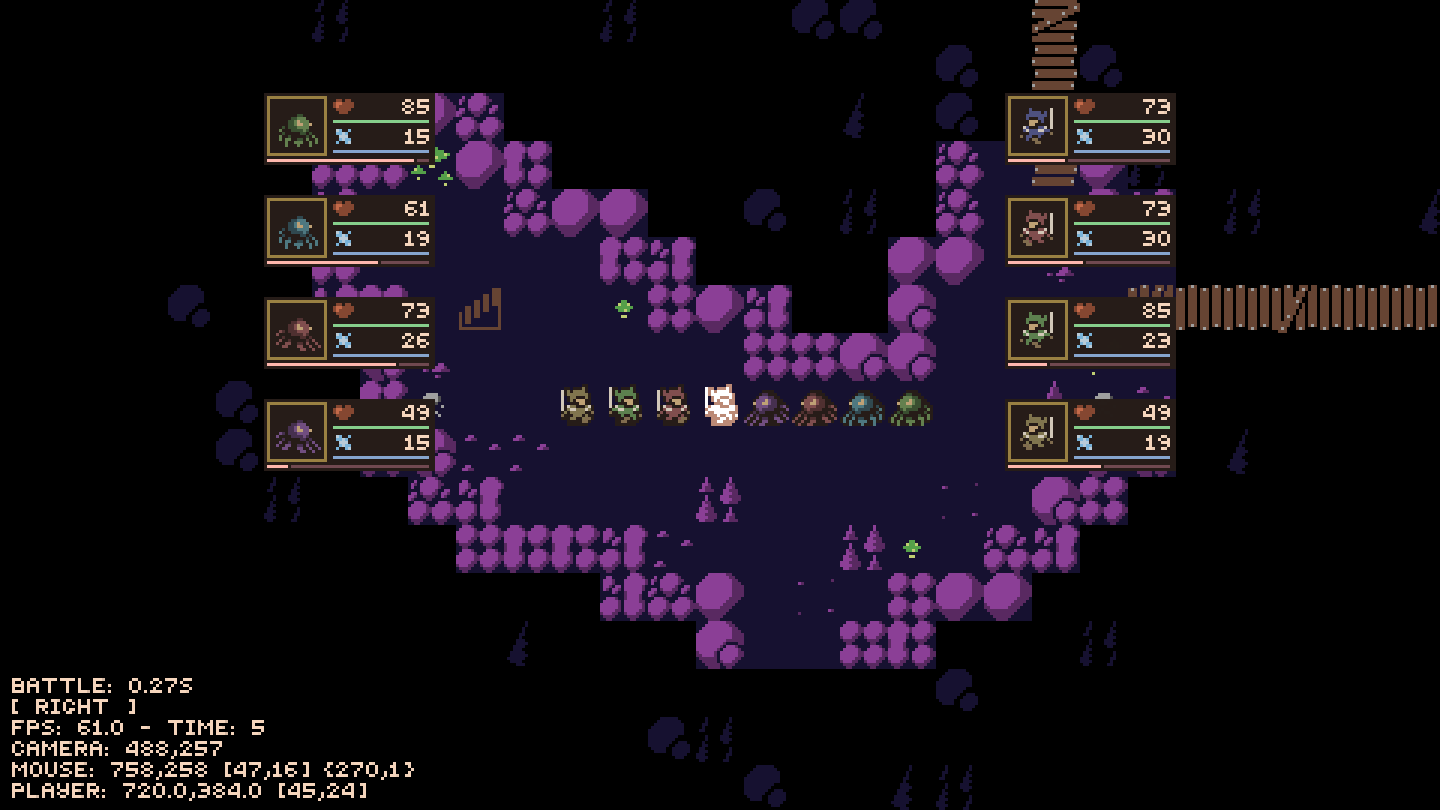 85
15
61
19
73
26
49
15
73
30
73
30
85
23
49
19
BATTLE: 0.27S
[ RIGHT ]
FPS: 61.0 - TIME: 5
CAMERA: 488,257
MOUSE: 758,258 [47,16] {270,1}
PLAYER: 720.0,384.0 [45,24]